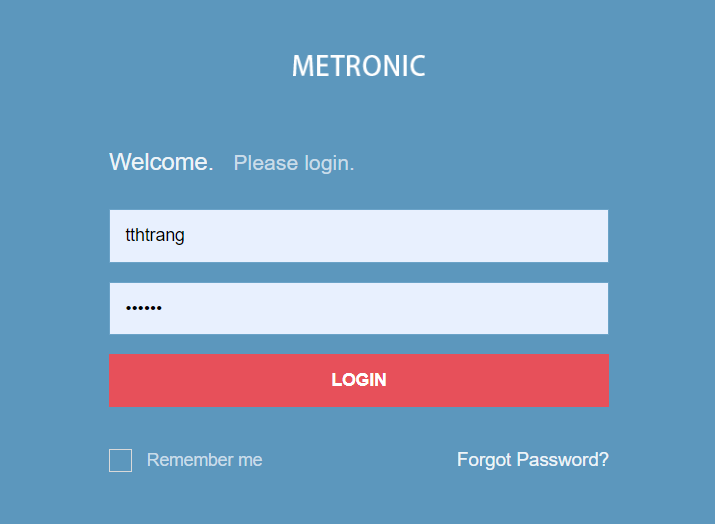 METRONIC
Welcome. Please login.
tthtrang
••••••
LOGIN
Remember me Forgot Password?